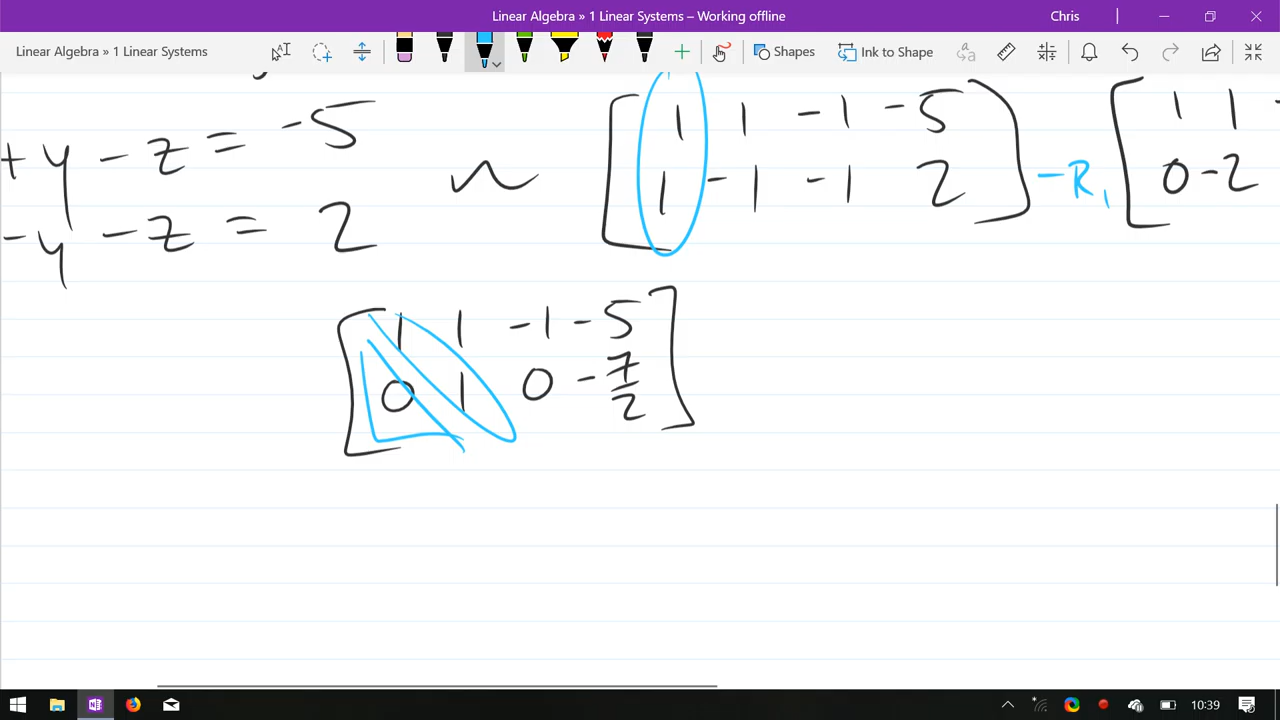 Linear Algebra » 1 Linear Systems – Working offline
Chris
Linear Algebra » 1 Linear Systems
Shapes
Ink to Shape
+ y - z = -5
- y - z = 2
~
1 1 -1 -5
1 -1 -1 2
-R1
1 1 -
0 -2
1 1 -1 -5
0 1 0 -7/2
10:39